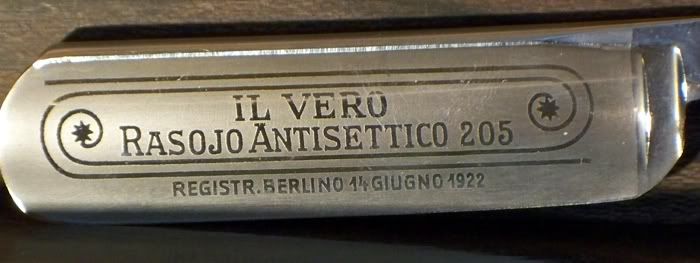 IL VERO
RASOJO ANTISETTICO 205
REGISTR. BERLINO 14 GIUGNO 1922